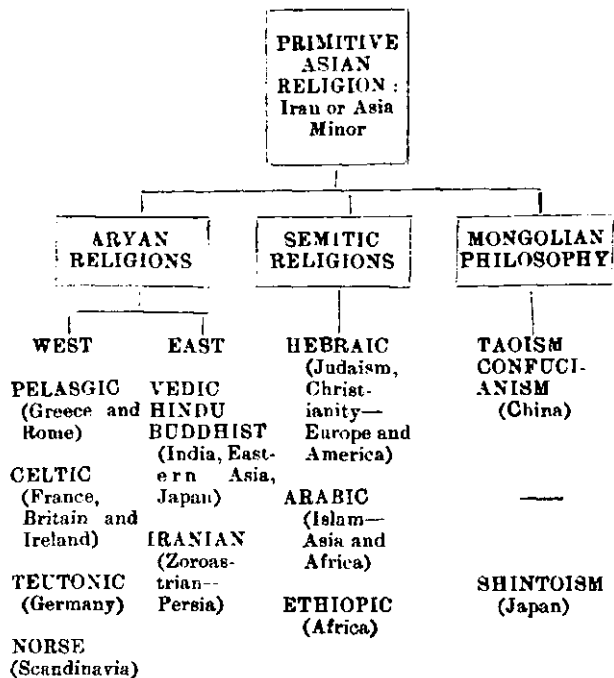 PRIMITIVE
ASIAN
RELIGION :
Iran or Asia
Minor
ARYAN
RELIGIONS
SEMITIC
RELIGIONS
MONGOLIAN
PHILOSOPHY
WEST
PELASGIC
(Greece and
Rome)
CELTIC
(France,
Britain and
Ireland)
TEUTONIC
(Germany)
NORSE
(Scandinavia)
EAST
VEDIC
HINDU
BUDDHIST
(India, East-
ern Asia,
Japan)
IRANIAN
(Zoroas-
trian--
Persia)
HEBRAIC
(Judaism,
Christ-
ianity—
Europe and
America)
ARABIC
(Islam—
Asia and
Africa)
ETHIOPIC
(Africa)
TAOISM
CONFUCI-
ANISM
(China)
——
SHINTOISM
(Japan)